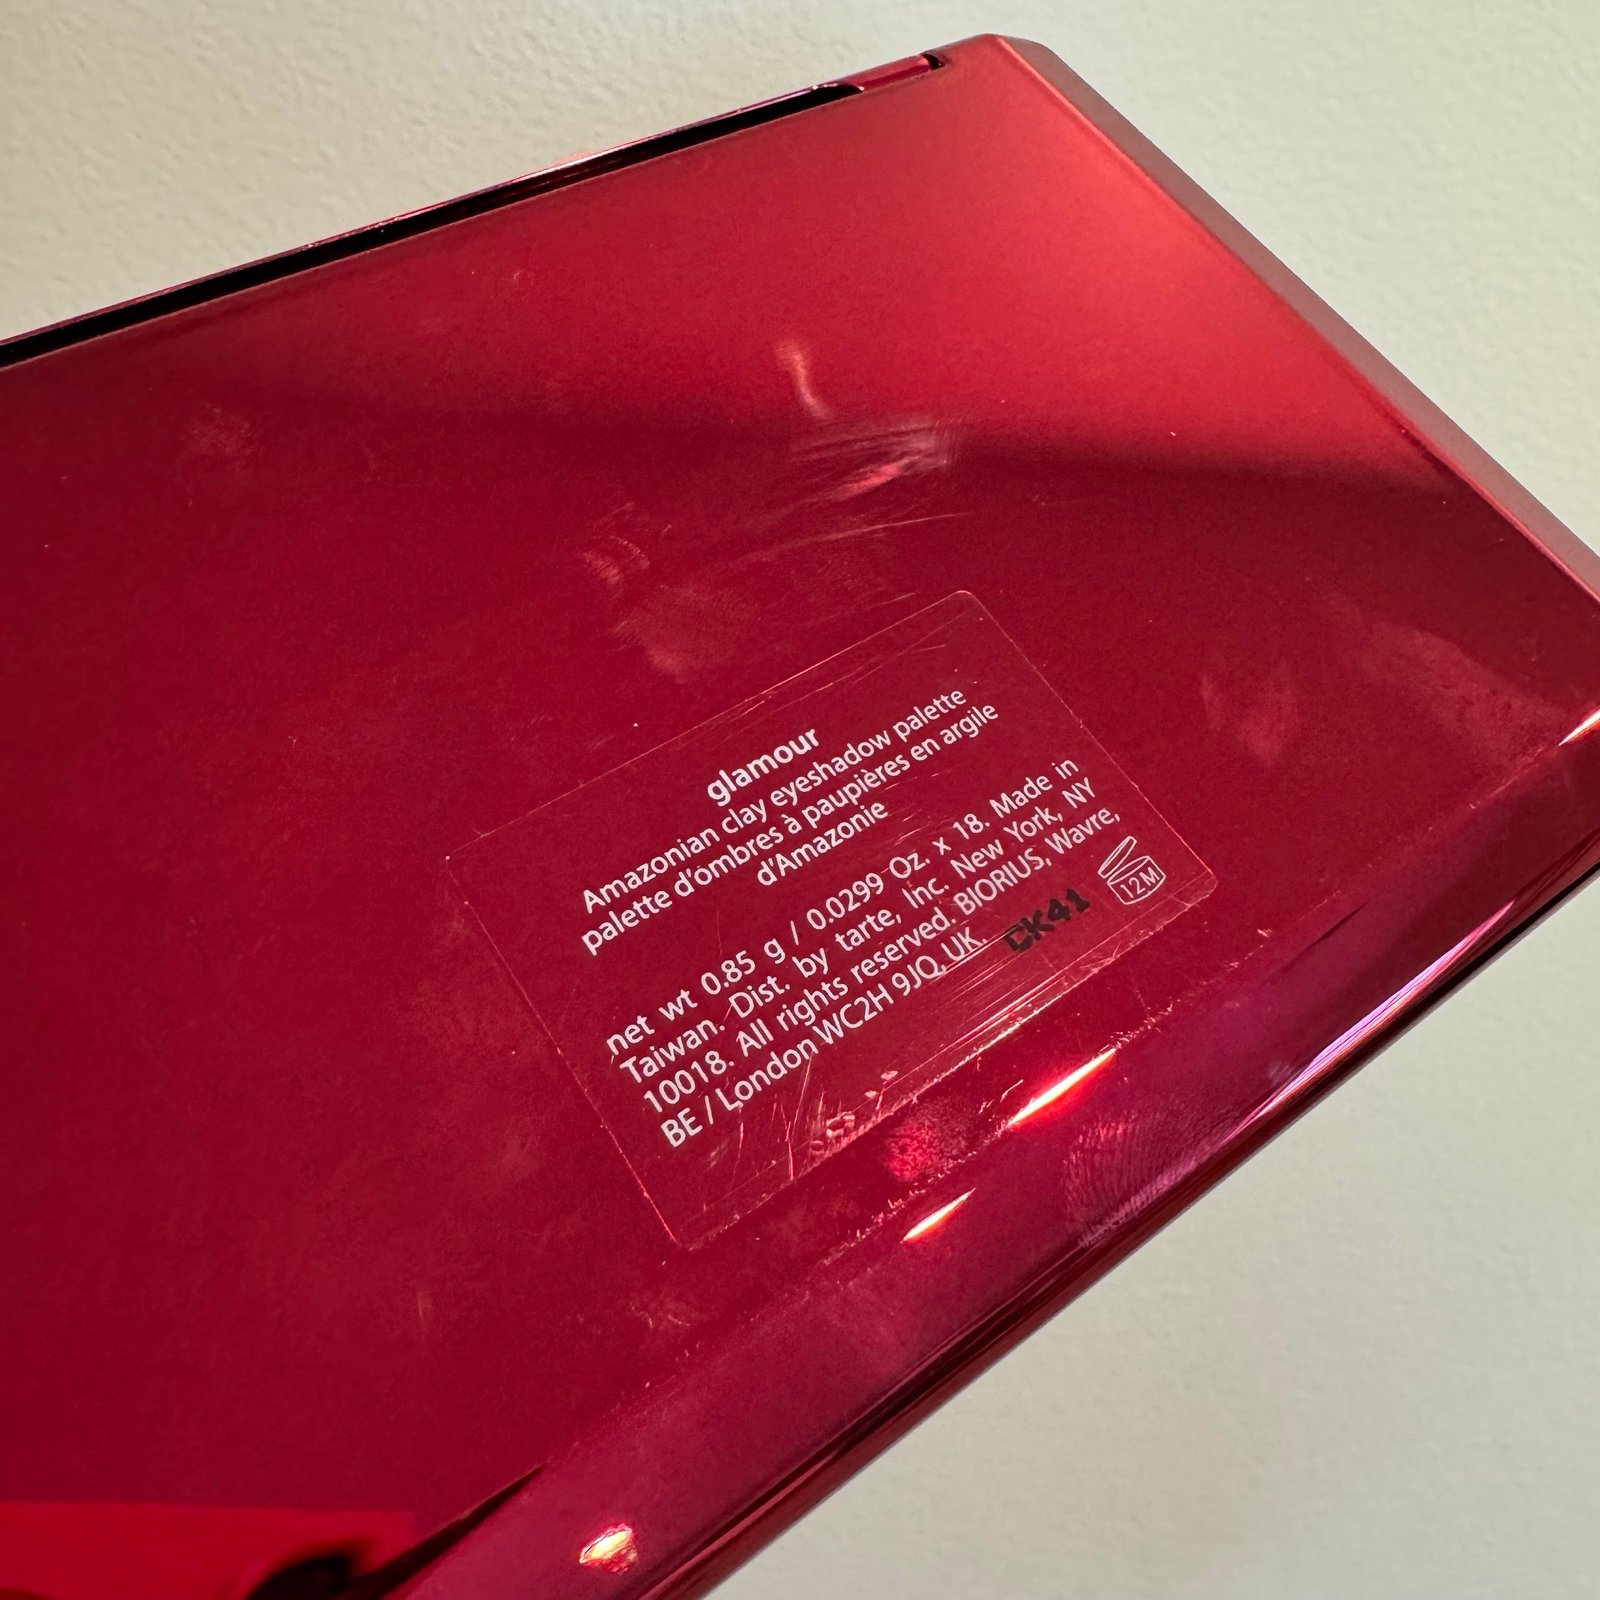 glamour
Amazonian clay eyeshadow palette
palette d'ombres à paupières en argile
d'Amazonie
net wt 0.85 g / 0.0299 Oz. x 18. Made in
Taiwan. Dist. by tarte, Inc. New York, NY
10018. All rights reserved. BIORIUS, Wavre,
BE / London WC2H 9JQ, UK.
CK41
12M